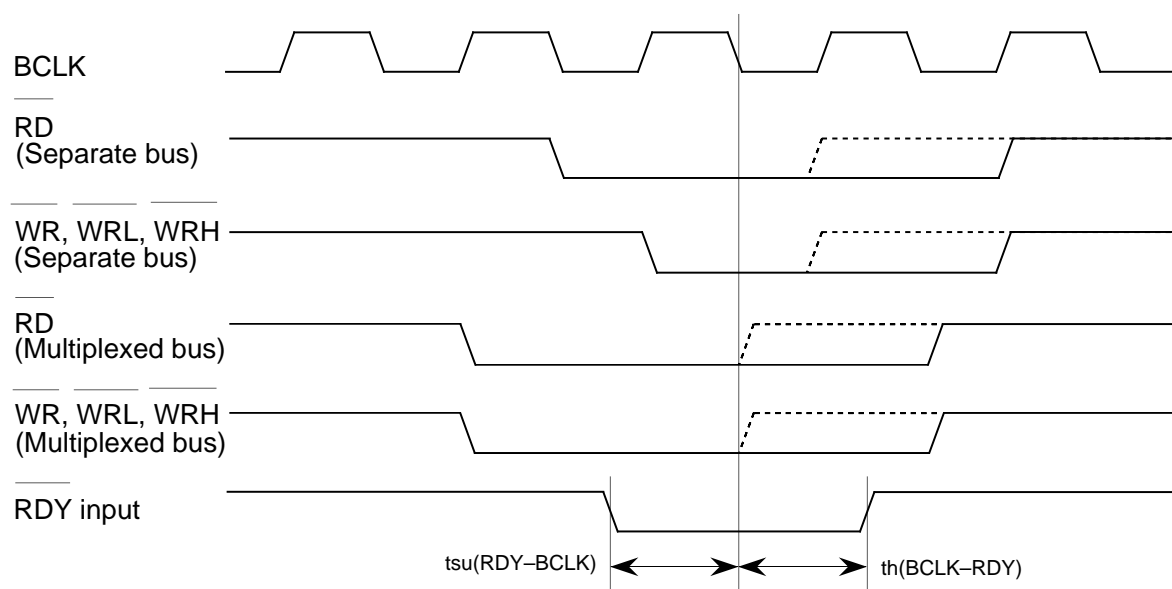 BCLK
RD
(Separate bus)
WR, WRL, WRH
(Separate bus)
RD
(Multiplexed bus)
WR, WRL, WRH
(Multiplexed bus)
RDY input
tsu(RDY–BCLK)
th(BCLK–RDY)